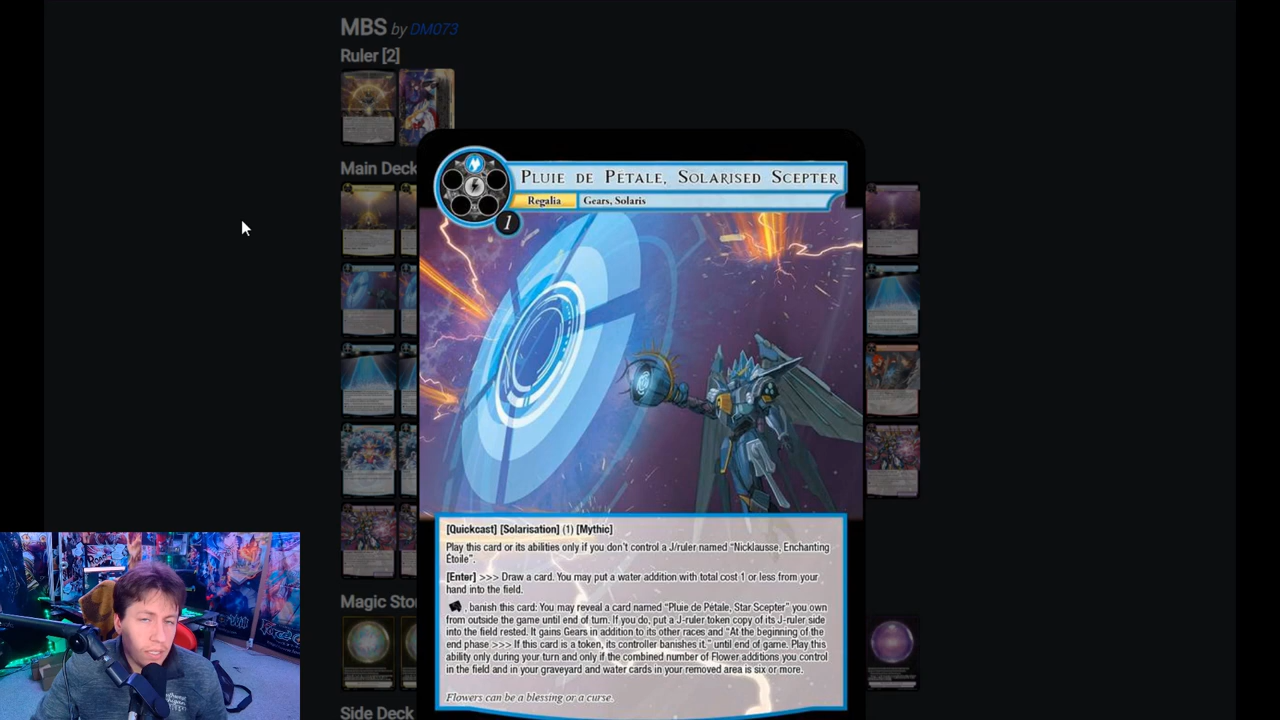 MBS by DM073
Ruler [2]
Main Deck
PLUIE DE PÉTALE, SOLARISED SCEPTER
Regalia Gears, Solaris
1
[Quickcast] [Solarisation] (1) [Mythic]
Play this card or its abilities only if you don't control a J/ruler named "Nicklausse, Enchanting
Étoile".
[Enter] >>> Draw a card. You may put a water addition with total cost 1 or less from your
hand into the field.
, banish this card: You may reveal a card named "Pluie de Pétale, Star Scepter" you own
from outside the game until end of turn. If you do, put a J-ruler token copy of its J-ruler side
into the field rested. It gains Gears in addition to its other races and "At the beginning of the
end phase >>> If this card is a token, its controller banishes it." until end of game. Play this
ability only during your turn and only if the combined number of Flower additions you control
in the field and in your graveyard and water cards in your removed area is six or more.
Flowers can be a blessing or a curse.
Magic Sto
Side Deck